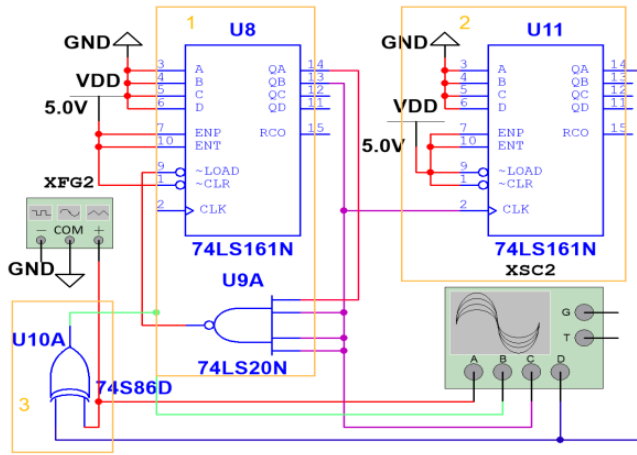 1
U8
GND
3 A QA 14
4 B QB 13
5 C QC 12
6 D QD 11
VDD
5.0V
7 ENP RCO 15
10 ENT
9 ~LOAD
1 ~CLR
2 CLK
74LS161N
2
U11
GND
3 A QA 14
4 B QB 13
5 C QC 12
6 D QD 11
VDD
5.0V
7 ENP RCO 15
10 ENT
9 ~LOAD
1 ~CLR
2 CLK
74LS161N
XFG2
COM
GND
U9A
74LS20N
XSC2
G
T
A B C D
U10A
74S86D
3